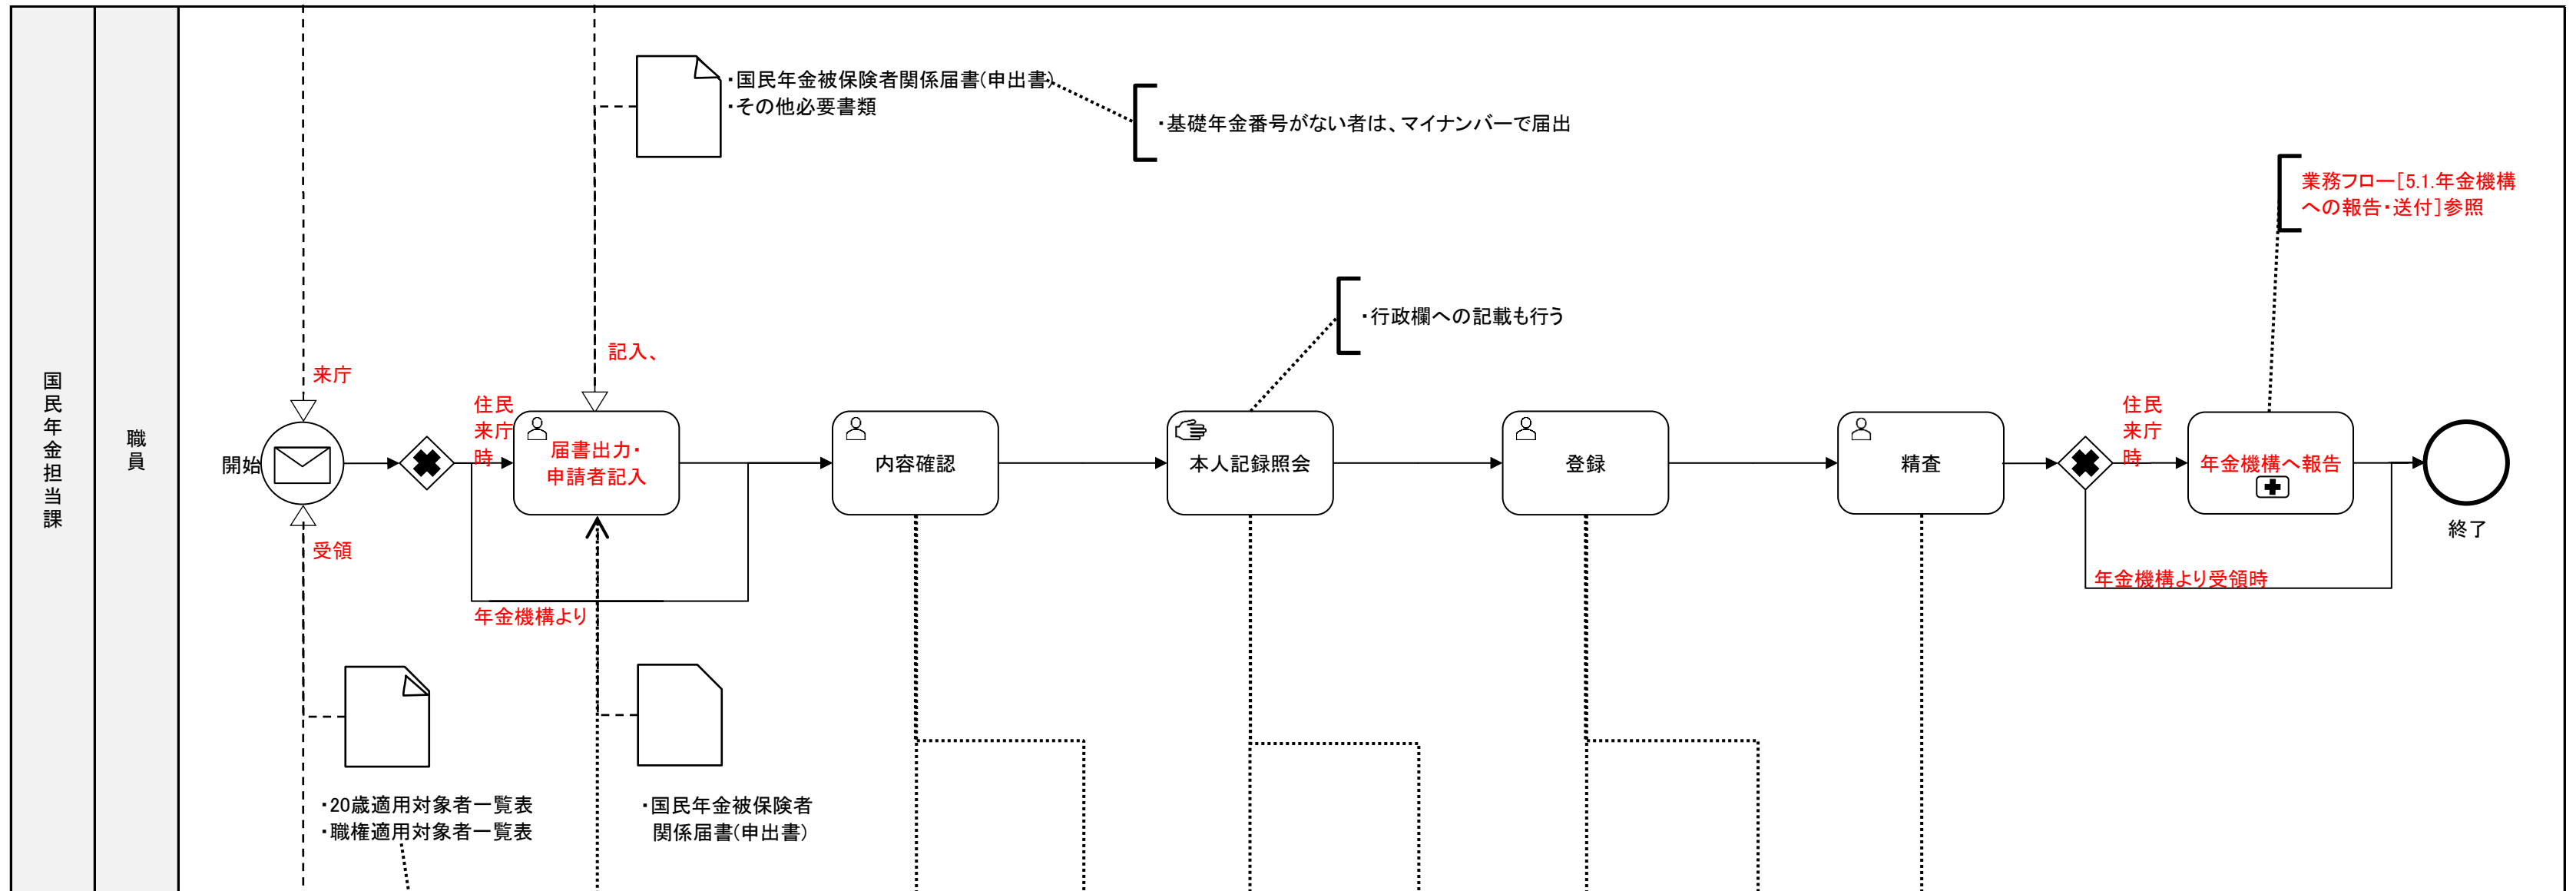 国民年金担当課
職員
・国民年金被保険者関係届書(申出書)
・その他必要書類
・基礎年金番号がない者は、マイナンバーで届出
業務フロー[5.1.年金機構
への報告・送付]参照
・行政欄への記載も行う
記入、
来庁
開始
受領
住民
来庁
時
届書出力・
申請者記入
内容確認
本人記録照会
登録
精査
住民
来庁
時
年金機構へ報告
終了
年金機構より受領時
年金機構より
・20歳適用対象者一覧表
・職権適用対象者一覧表
・国民年金被保険者
関係届書(申出書)